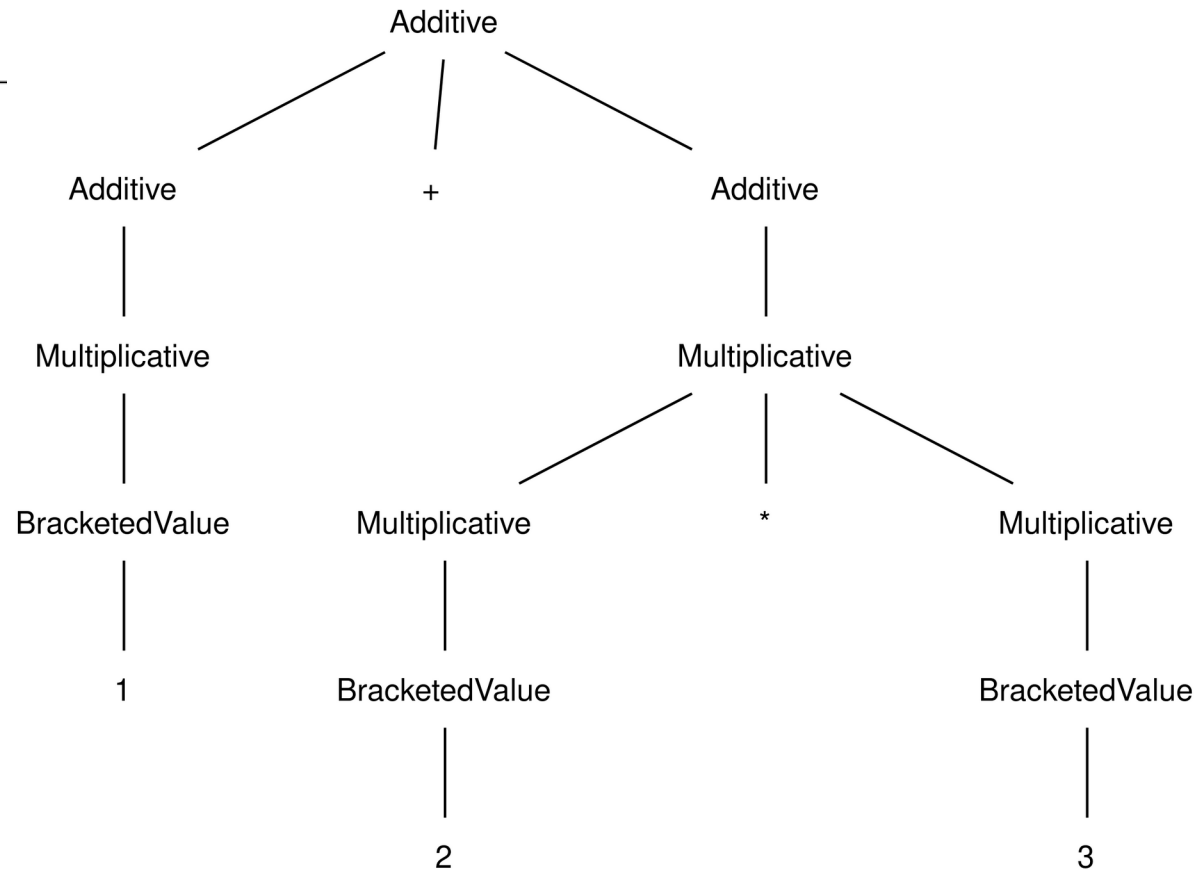 Additive
Additive + Additive
Multiplicative Multiplicative
BracketedValue Multiplicative * Multiplicative
1 BracketedValue BracketedValue
2 3